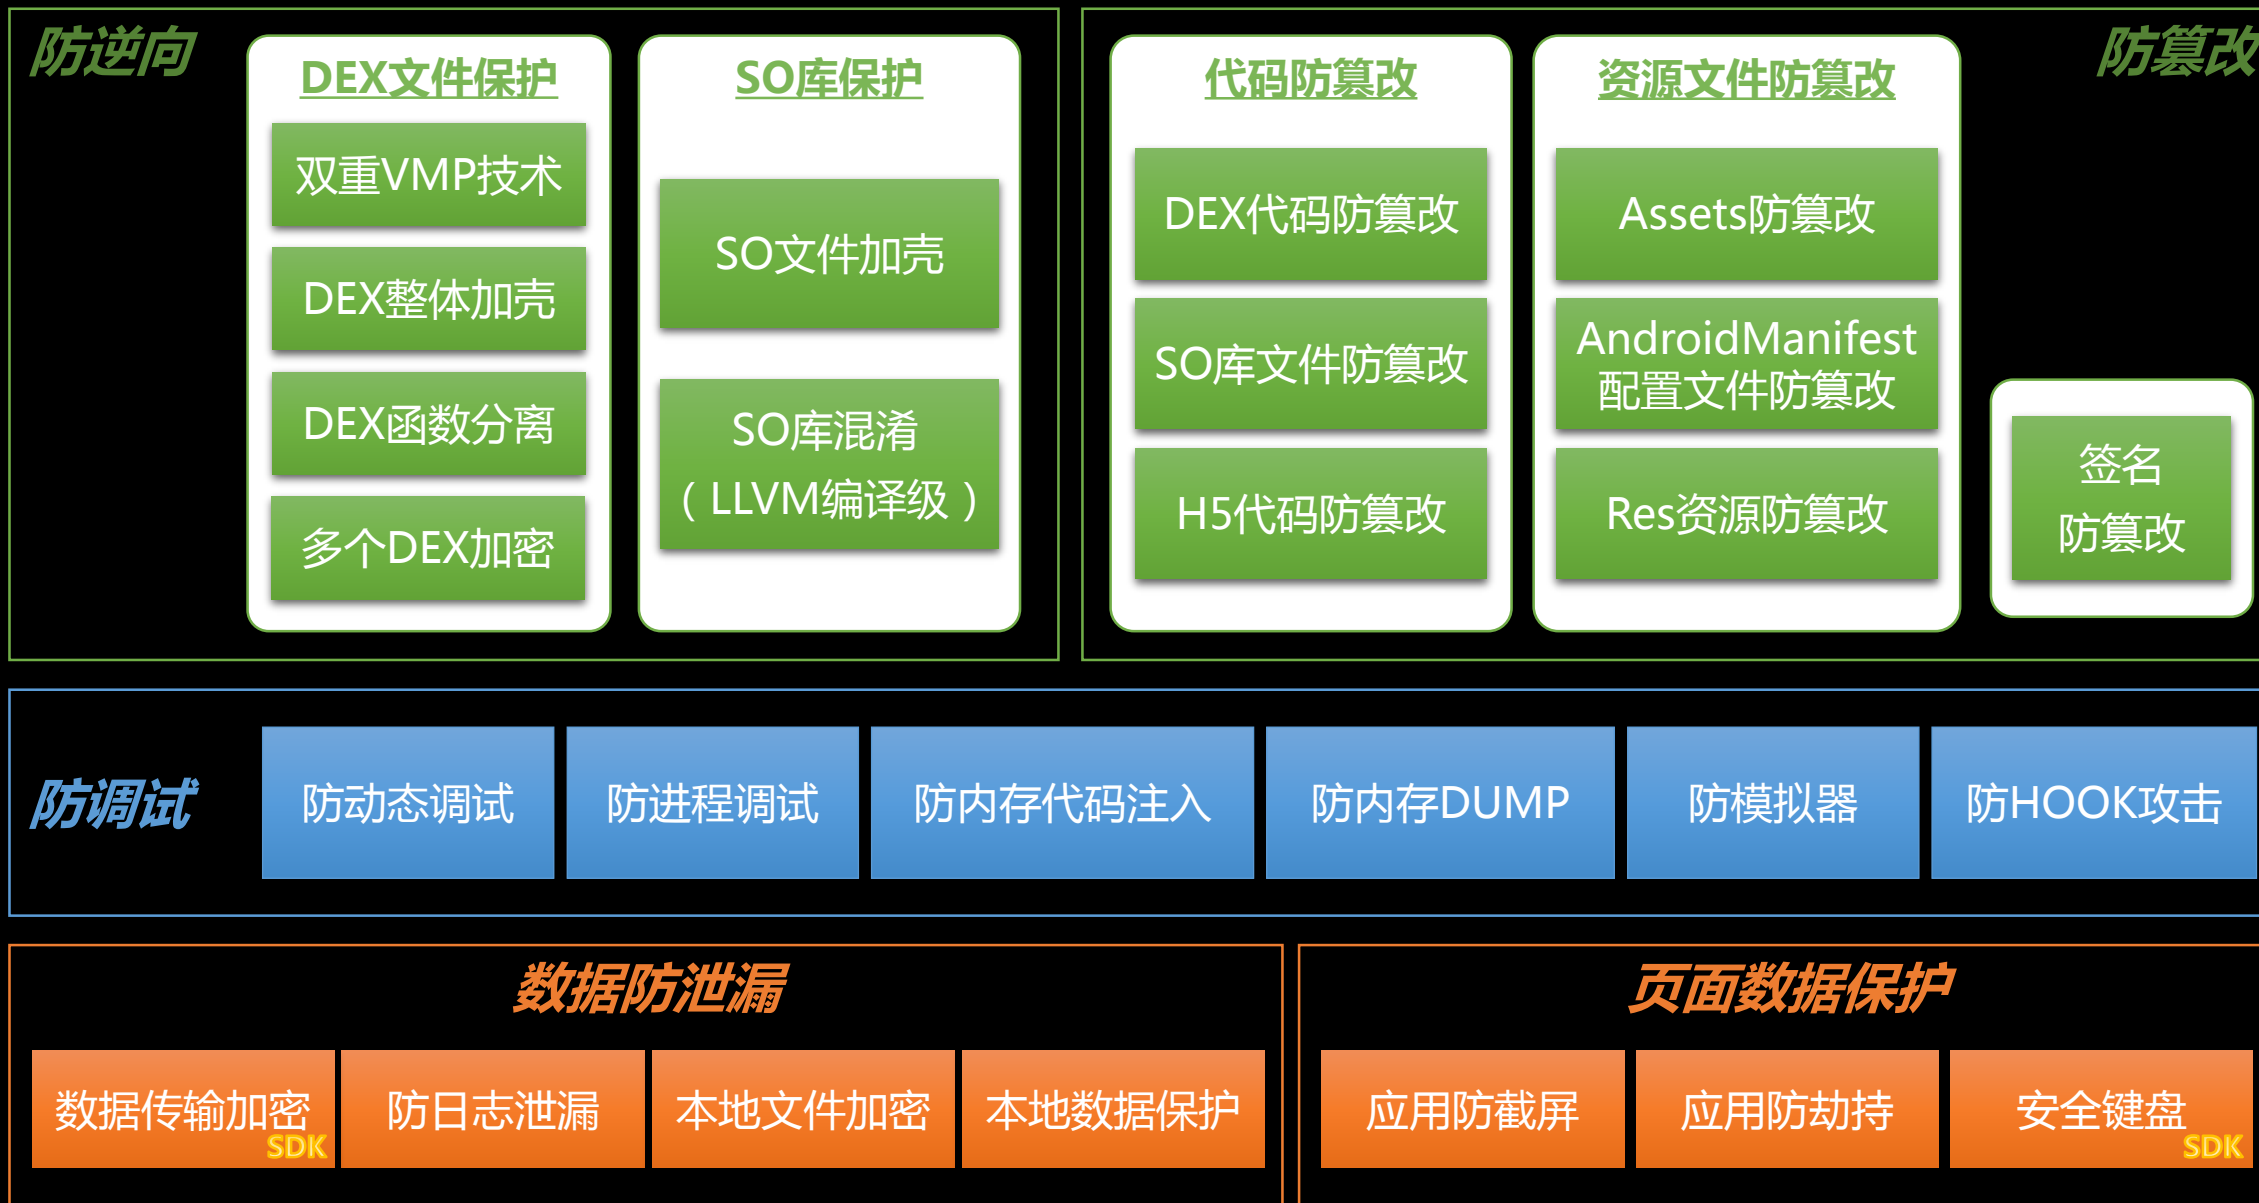 防逆向
DEX文件保护
双重VMP技术
DEX整体加壳
DEX函数分离
多个DEX加密
SO库保护
SO文件加壳
SO库混淆
（LLVM编译级）
防篡改
代码防篡改
DEX代码防篡改
SO库文件防篡改
H5代码防篡改
资源文件防篡改
Assets防篡改
AndroidManifest
配置文件防篡改
Res资源防篡改
签名
防篡改
防调试
防动态调试
防进程调试
防内存代码注入
防内存DUMP
防模拟器
防HOOK攻击
数据防泄漏
数据传输加密
SDK
防日志泄漏
本地文件加密
本地数据保护
页面数据保护
应用防截屏
应用防劫持
安全键盘
SDK